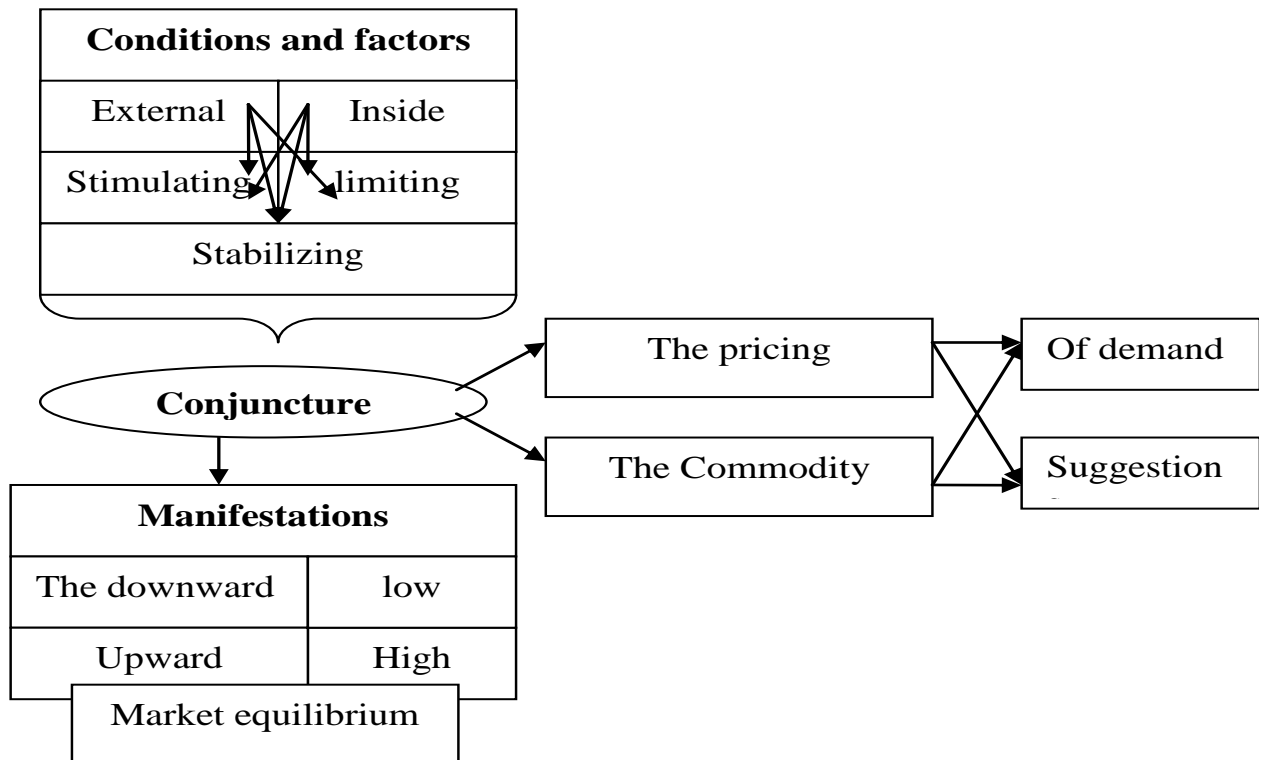 Conditions and factors
External Inside
Stimulating limiting
Stabilizing
The pricing
Of demand
Conjuncture
The Commodity
Suggestion
Manifestations
The downward low
Upward High
Market equilibrium